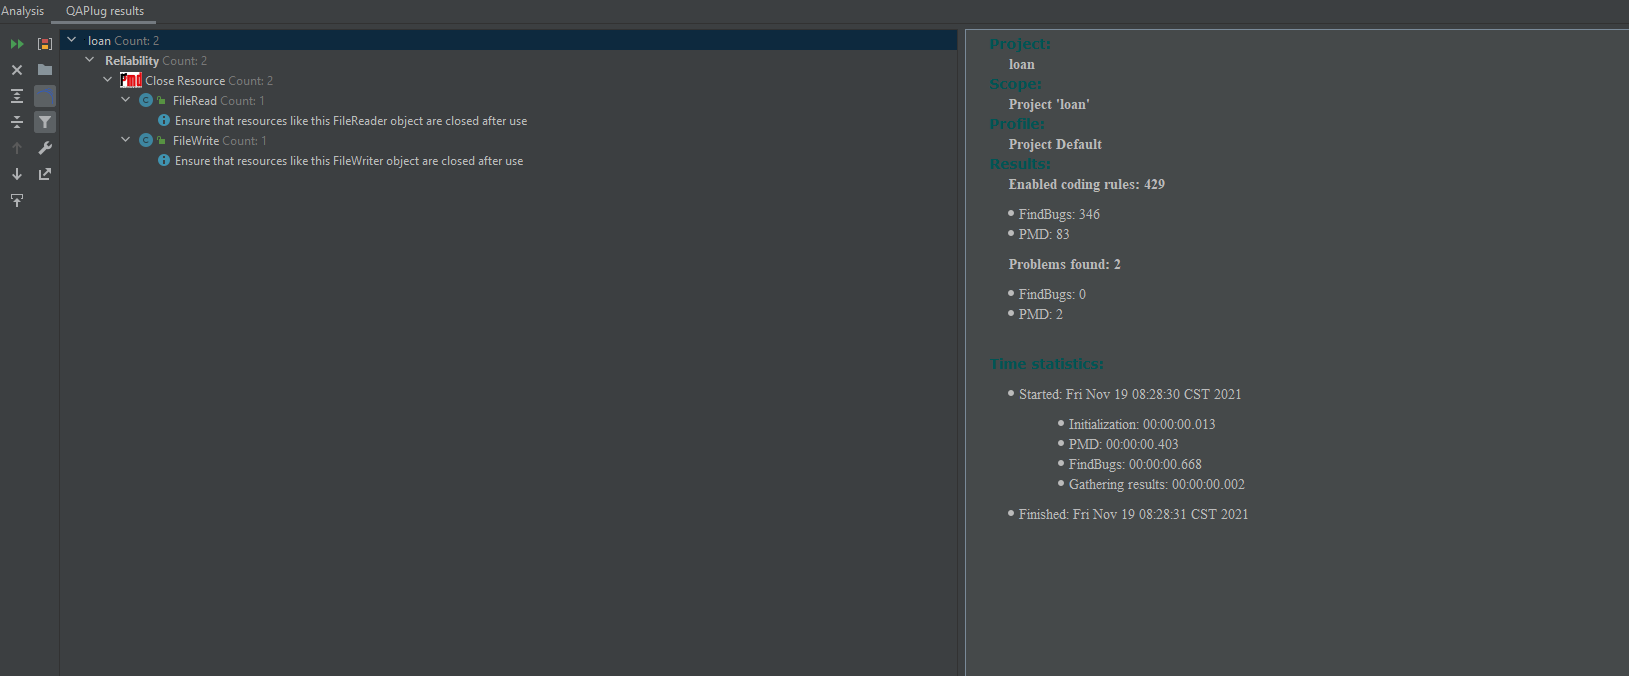 Analysis
QAPlug results
loan Count: 2
Reliability Count: 2
Close Resource Count: 2
C FileRead Count: 1
Ensure that resources like this FileReader object are closed after use
C FileWrite Count: 1
Ensure that resources like this FileWriter object are closed after use
Project:
loan
Scope:
Project 'loan'
Profile:
Project Default
Results:
Enabled coding rules: 429
• FindBugs: 346
• PMD: 83
Problems found: 2
• FindBugs: 0
• PMD: 2
Time statistics:
• Started: Fri Nov 19 08:28:30 CST 2021
• Initialization: 00:00:00.013
• PMD: 00:00:00.403
• FindBugs: 00:00:00.668
• Gathering results: 00:00:00.002
• Finished: Fri Nov 19 08:28:31 CST 2021